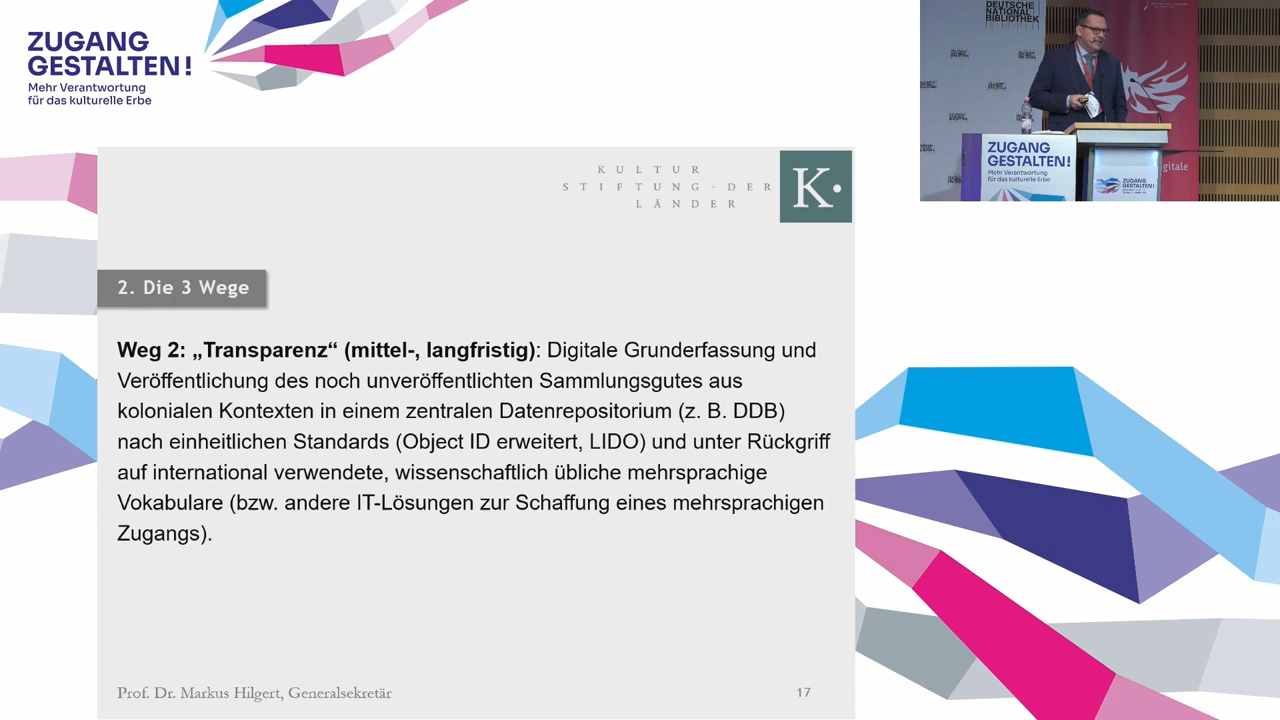 ZUGANG
GESTALTEN!
Mehr Verantwortung
für das kulturelle Erbe
DEUTSCHE
NATIONAL
BIBLIOTHEK
ZUGANG
GESTALTEN!
Mehr Verantwortung
für das kulturelle Erbe
ZUGANG
GESTALTEN!
gitale
KULTUR
STIFTUNG · DER
LÄNDER
K·
2. Die 3 Wege
Weg 2: „Transparenz“ (mittel-, langfristig): Digitale Grunderfassung und
Veröffentlichung des noch unveröffentlichten Sammlungsgutes aus
kolonialen Kontexten in einem zentralen Datenrepositorium (z. B. DDB)
nach einheitlichen Standards (Object ID erweitert, LIDO) und unter Rückgriff
auf international verwendete, wissenschaftlich übliche mehrsprachige
Vokabulare (bzw. andere IT-Lösungen zur Schaffung eines mehrsprachigen
Zugangs).
Prof. Dr. Markus Hilgert, Generalsekretär
17